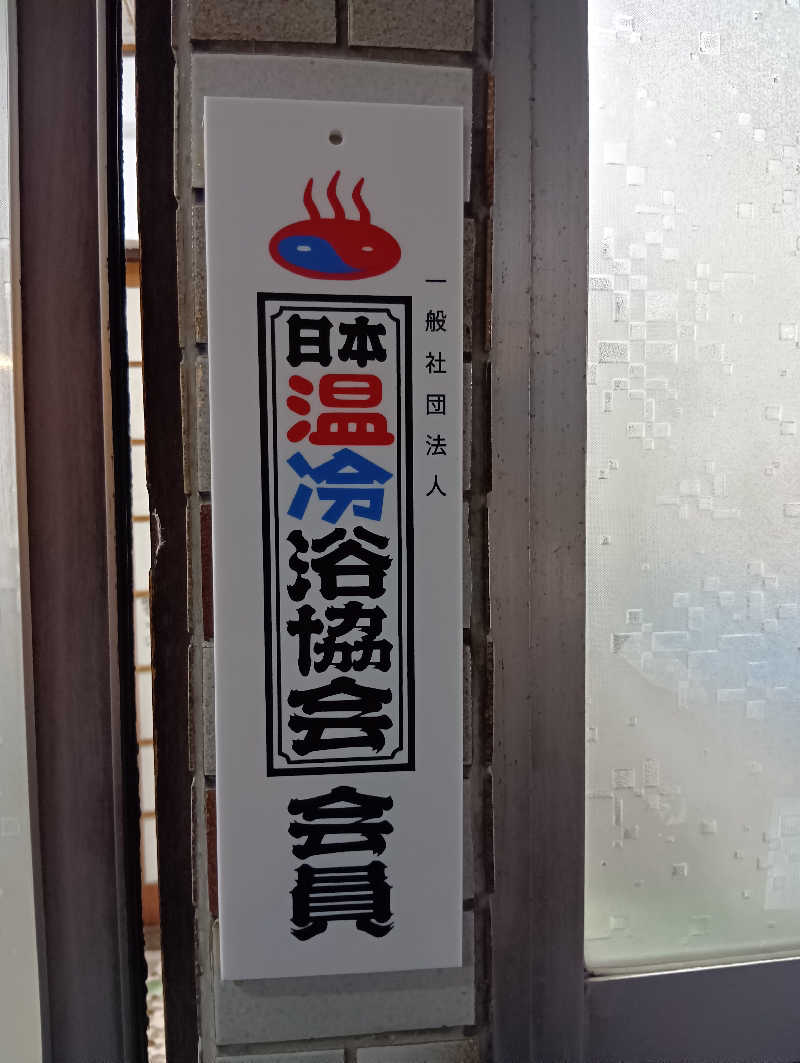 一般社団法人
日本
温冷浴協会
会員